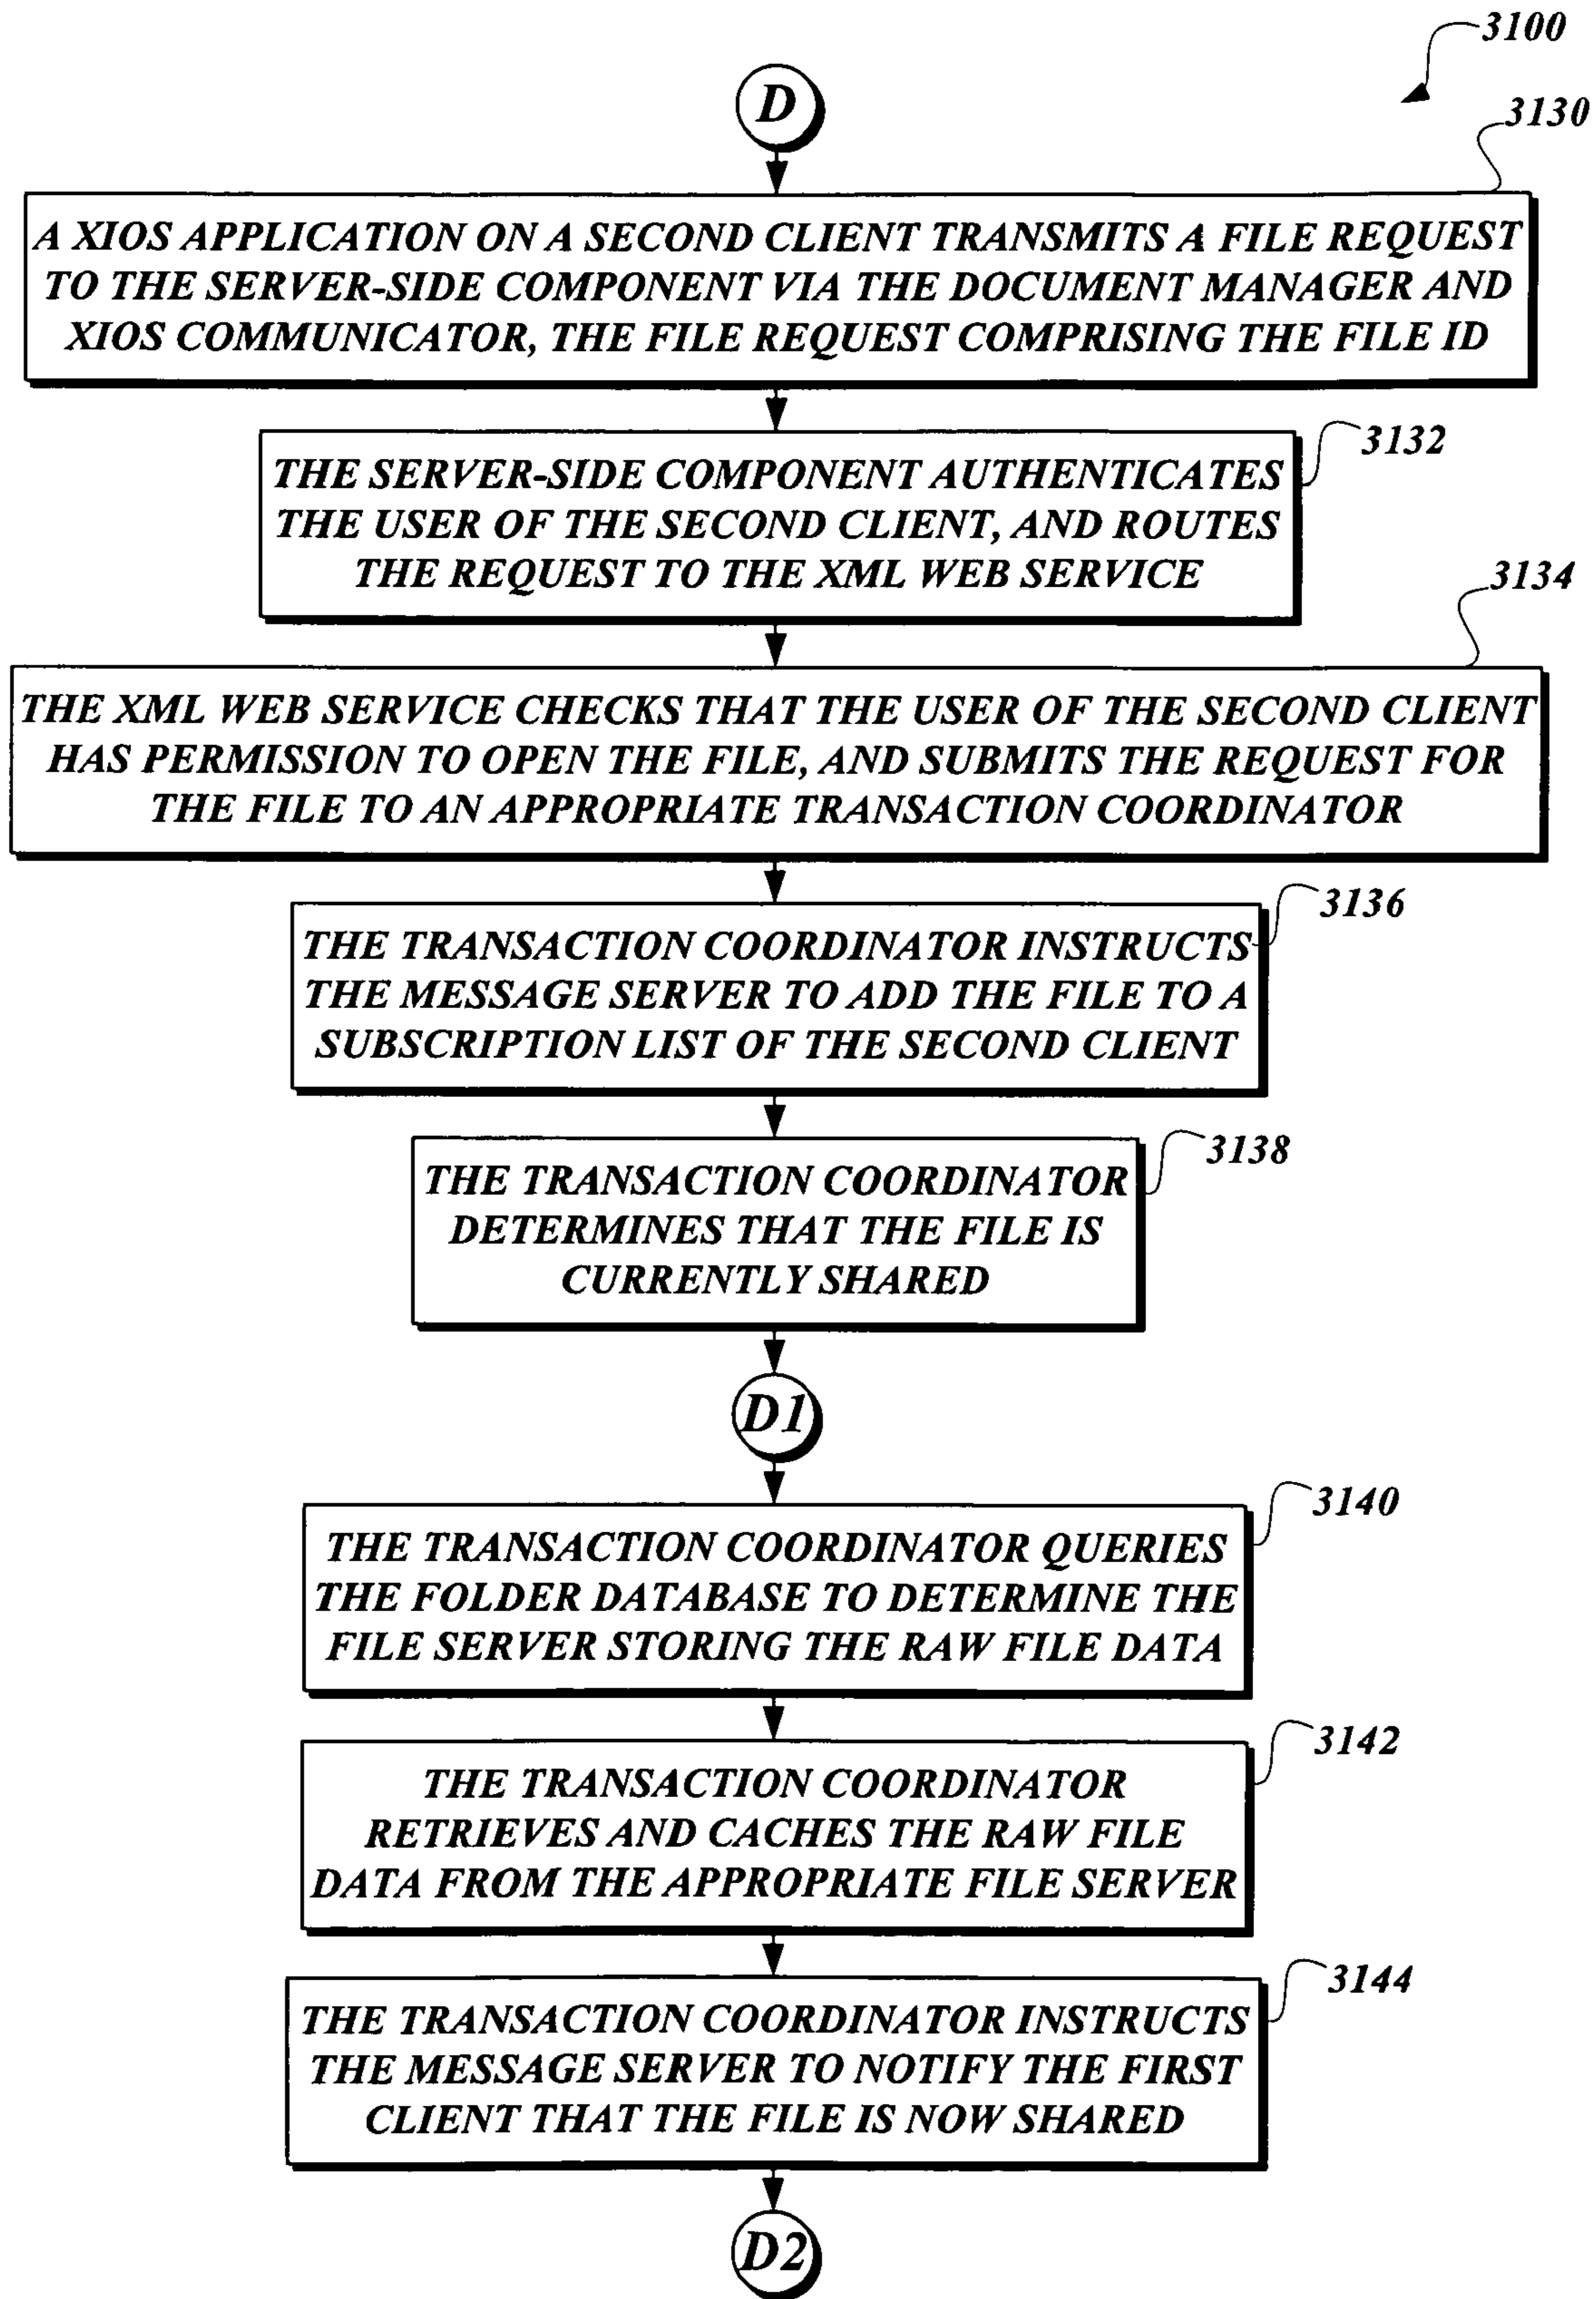 3100
D
3130
A XIOS APPLICATION ON A SECOND CLIENT TRANSMITS A FILE REQUEST
TO THE SERVER-SIDE COMPONENT VIA THE DOCUMENT MANAGER AND
XIOS COMMUNICATOR, THE FILE REQUEST COMPRISING THE FILE ID
3132
THE SERVER-SIDE COMPONENT AUTHENTICATES
THE USER OF THE SECOND CLIENT, AND ROUTES
THE REQUEST TO THE XML WEB SERVICE
3134
THE XML WEB SERVICE CHECKS THAT THE USER OF THE SECOND CLIENT
HAS PERMISSION TO OPEN THE FILE, AND SUBMITS THE REQUEST FOR
THE FILE TO AN APPROPRIATE TRANSACTION COORDINATOR
3136
THE TRANSACTION COORDINATOR INSTRUCTS
THE MESSAGE SERVER TO ADD THE FILE TO A
SUBSCRIPTION LIST OF THE SECOND CLIENT
3138
THE TRANSACTION COORDINATOR
DETERMINES THAT THE FILE IS
CURRENTLY SHARED
D1
3140
THE TRANSACTION COORDINATOR QUERIES
THE FOLDER DATABASE TO DETERMINE THE
FILE SERVER STORING THE RAW FILE DATA
3142
THE TRANSACTION COORDINATOR
RETRIEVES AND CACHES THE RAW FILE
DATA FROM THE APPROPRIATE FILE SERVER
3144
THE TRANSACTION COORDINATOR INSTRUCTS
THE MESSAGE SERVER TO NOTIFY THE FIRST
CLIENT THAT THE FILE IS NOW SHARED
D2